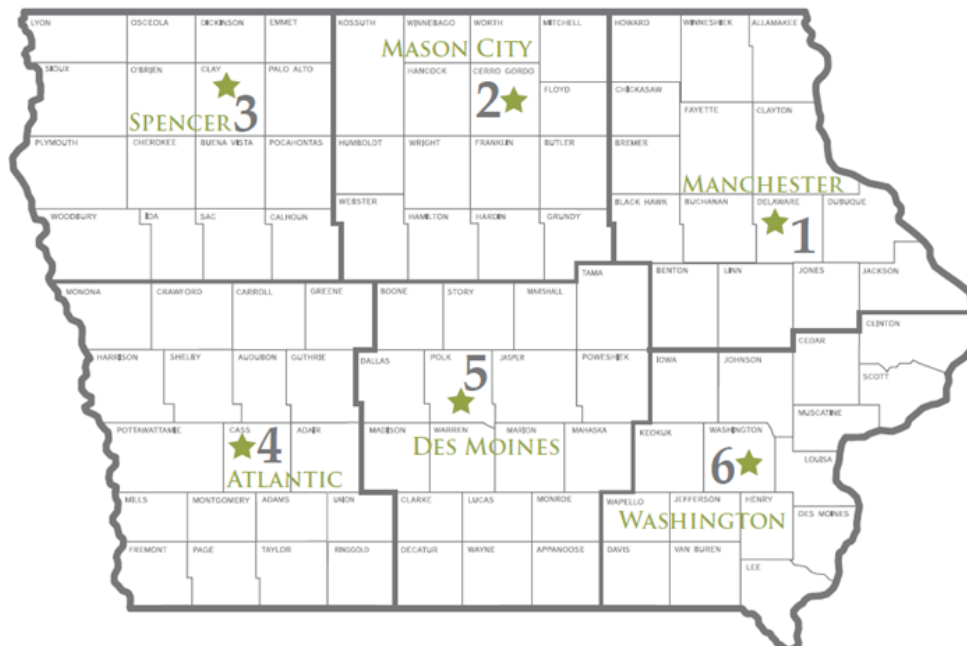 LYON OSCEOLA DICKINSON EMMET KOSSUTH WINNEBAGO WORTH MITCHELL HOWARD WINNESHIEK ALLAMAKEE
MASON CITY
SIOUX O'BRIEN CLAY PALO ALTO HANCOCK CERRO GORDO
FLOYD CHICKASAW
2
3
SPENCER
FAYETTE CLAYTON
PLYMOUTH CHEROKEE BUENA VISTA POCAHONTAS HUMBOLDT WRIGHT FRANKLIN BUTLER BREMER
MANCHESTER
WEBSTER BLACK HAWK BUCHANAN DELAWARE DUBUQUE
WOODBURY IDA SAC CALHOUN HAMILTON HARDIN GRUNDY
1
TAMA BENTON LINN JONES JACKSON
MONONA CRAWFORD CARROLL GREENE BOONE STORY MARSHALL
CLINTON
CEDAR
HARRISON SHELBY AUDOBON GUTHRIE DALLAS POLK JASPER POWESHIEK IOWA JOHNSON
5
SCOTT
MUSCATINE
POTTAWATTAMIE CASS ADAIR MADISON WARREN MARION MAHASKA KEOKUK WASHINGTON
4
DES MOINES
6
LOUISA
ATLANTIC
MILLS MONTGOMERY ADAMS UNION CLARKE LUCAS MONROE WAPELLO JEFFERSON HENRY
WASHINGTON
DES MOINES
FREMONT PAGE TAYLOR RINGGOLD DECATUR WAYNE APPANOOSE DAVIS VAN BUREN
LEE